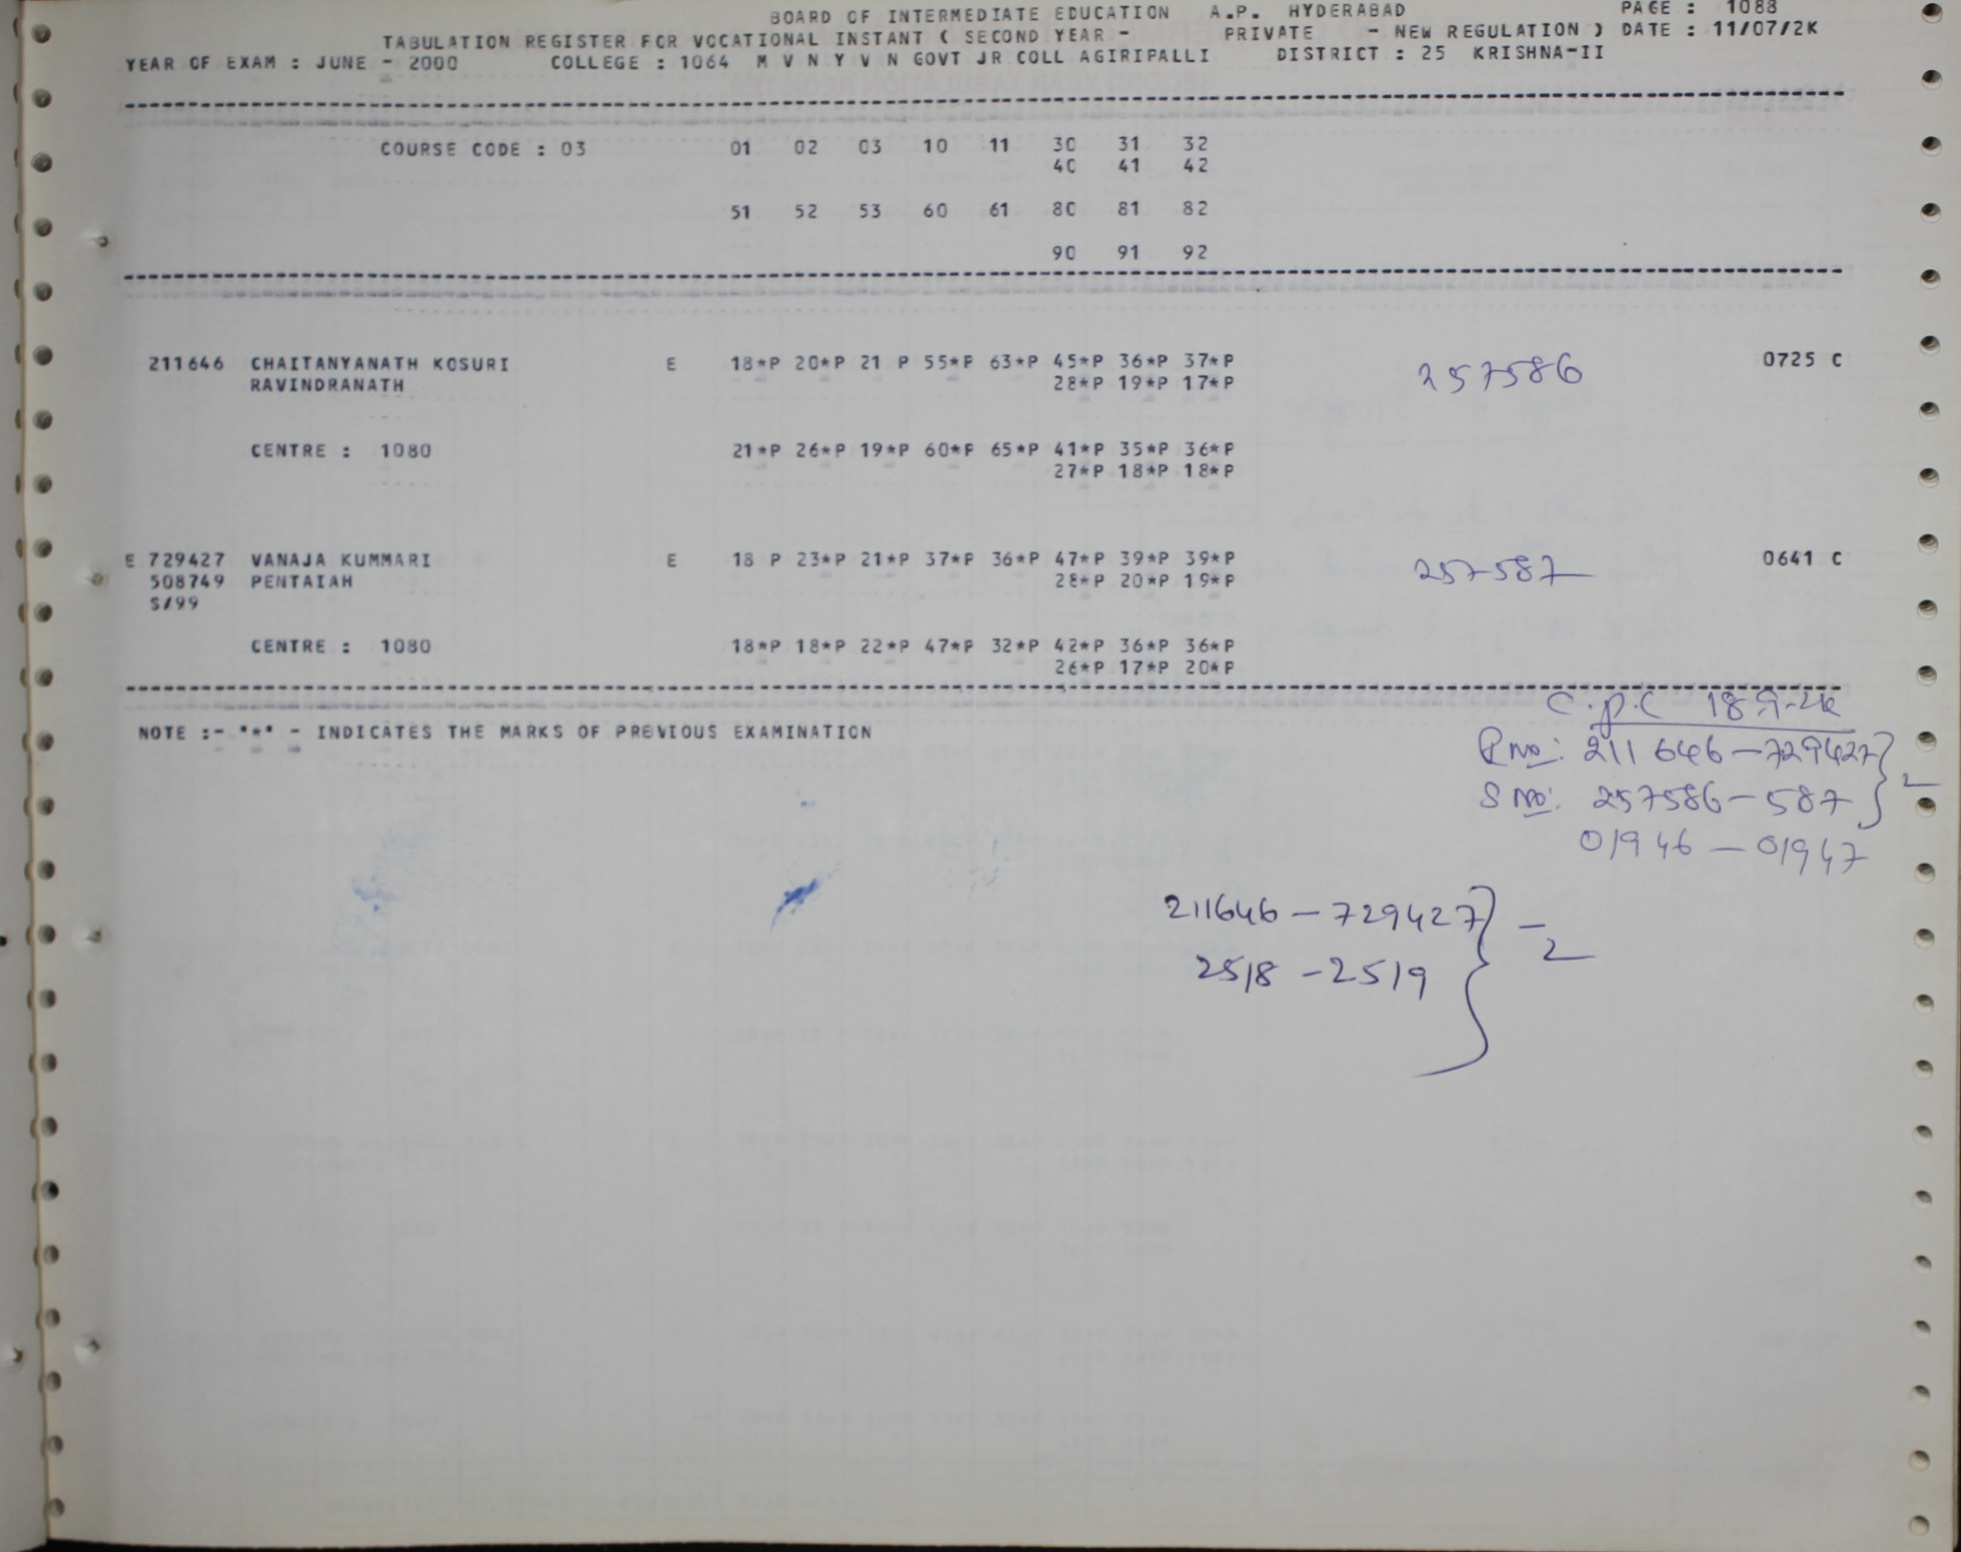 BOARD OF INTERMEDIATE EDUCATION A.P. HYDERABAD PAGE : 1088
TABULATION REGISTER FOR VOCATIONAL INSTANT ( SECOND YEAR - PRIVATE - NEW REGULATION ) DATE : 11/07/2K
YEAR OF EXAM : JUNE - 2000 COLLEGE : 1064 M V N Y V N GOVT JR COLL AGIRIPALLI DISTRICT : 25 KRISHNA-II
COURSE CODE : 03 01 02 03 10 11 30 31 32
40 41 42
51 52 53 60 61 80 81 82
90 91 92
211646 CHAITANYANATH KOSURI E 18*P 20*P 21 P 55*P 63*P 45*P 36*P 37*P 257586 0725 C
RAVINDRANATH 28*P 19*P 17*P
CENTRE : 1080 21*P 26*P 19*P 60*P 65*P 41*P 35*P 36*P
27*P 18*P 18*P
E 729427 VANAJA KUMMARI E 18 P 23*P 21*P 37*P 36*P 47*P 39*P 39*P 257587 0641 C
508749 PENTAIAH 28*P 20*P 19*P
S/99
CENTRE : 1080 18*P 18*P 22*P 47*P 32*P 42*P 36*P 36*P
26*P 17*P 20*P
C.P.C 18-9-2K
NOTE :- "*" - INDICATES THE MARKS OF PREVIOUS EXAMINATION
R no: 211646-729427 } 2
S no: 257586-587
01946 - 01947
211646 - 729427 } - 2
2518 - 2519